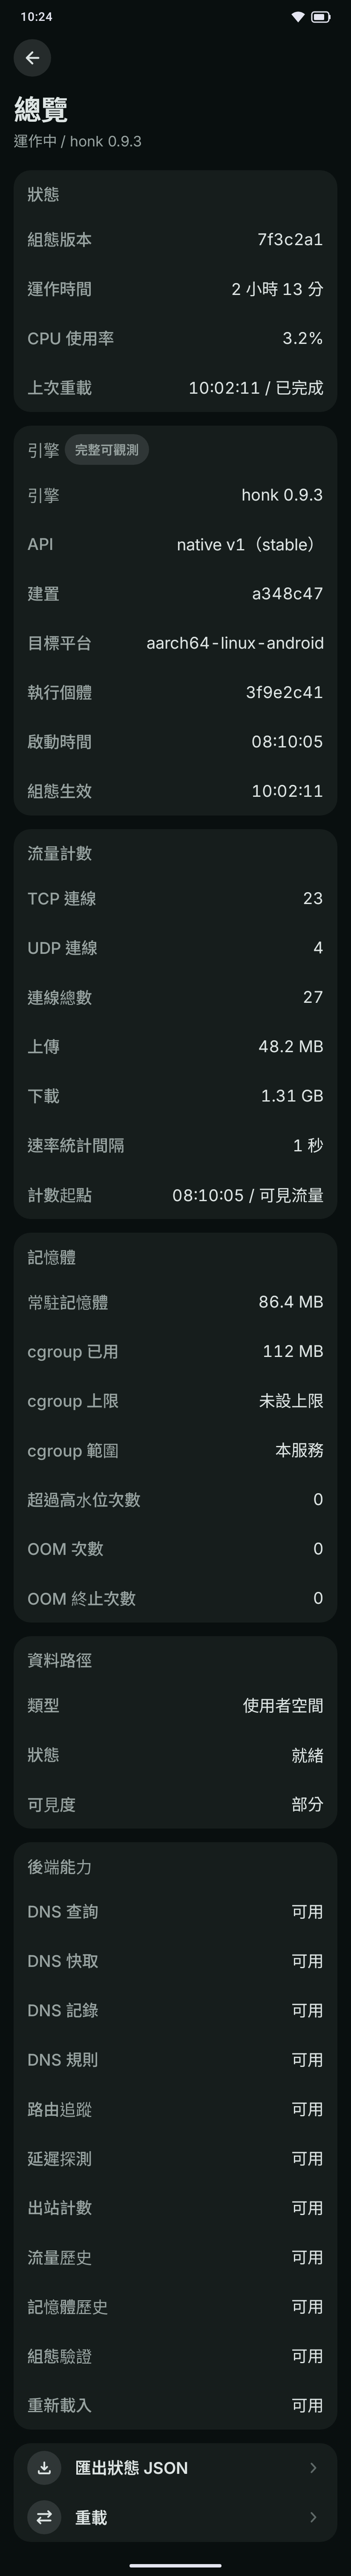 10:24
總覽
運作中 / honk 0.9.3
狀態
組態版本 7f3c2a1
運作時間 2 小時 13 分
CPU 使用率 3.2%
上次重載 10:02:11 / 已完成
引擎 完整可觀測
引擎 honk 0.9.3
API native v1（stable）
建置 a348c47
目標平台 aarch64-linux-android
執行個體 3f9e2c41
啟動時間 08:10:05
組態生效 10:02:11
流量計數
TCP 連線 23
UDP 連線 4
連線總數 27
上傳 48.2 MB
下載 1.31 GB
速率統計間隔 1 秒
計數起點 08:10:05 / 可見流量
記憶體
常駐記憶體 86.4 MB
cgroup 已用 112 MB
cgroup 上限 未設上限
cgroup 範圍 本服務
超過高水位次數 0
OOM 次數 0
OOM 終止次數 0
資料路徑
類型 使用者空間
狀態 就緒
可見度 部分
後端能力
DNS 查詢 可用
DNS 快取 可用
DNS 記錄 可用
DNS 規則 可用
路由追蹤 可用
延遲探測 可用
出站計數 可用
流量歷史 可用
記憶體歷史 可用
組態驗證 可用
重新載入 可用
匯出狀態 JSON
重載